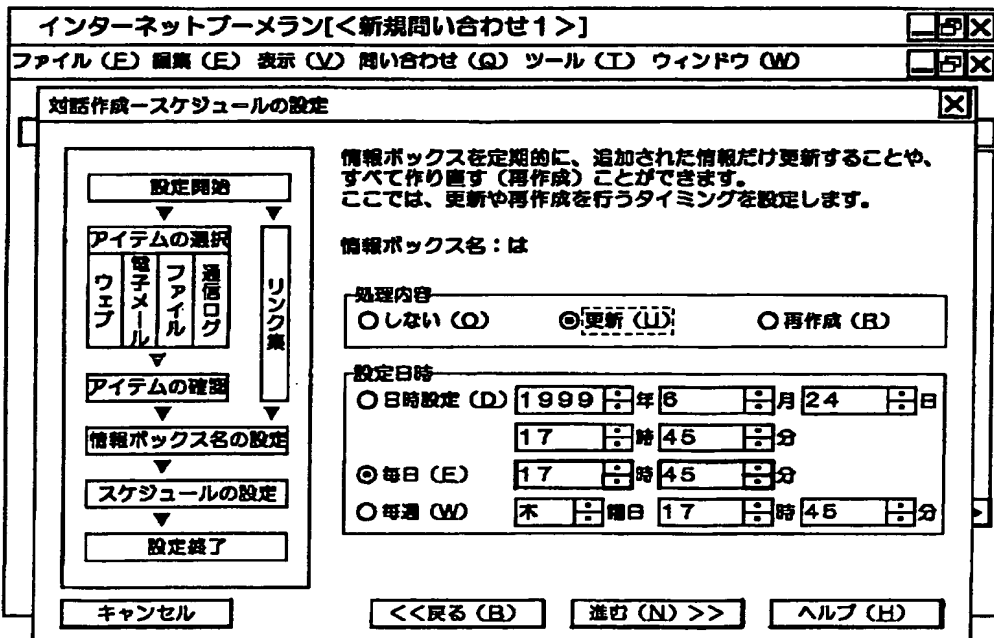 インターネットブーメラン[<新規問い合わせ１>]
ファイル（F） 編集（E） 表示（V） 問い合わせ（Q） ツール（T） ウィンドウ（W）
対話作成－スケジュールの設定
設定開始
アイテムの選択
ウェブ
電子メール
ファイル
通信ログ
リンク集
アイテムの確認
情報ボックス名の設定
スケジュールの設定
設定終了
情報ボックスを定期的に、追加された情報だけ更新することや、
すべて作り直す（再作成）ことができます。
ここでは、更新や再作成を行うタイミングを設定します。
情報ボックス名：は
処理内容
しない（O） 更新（U） 再作成（R）
設定日時
日時設定（D） 1999 年 6 月 24 日
17 時 45 分
毎日（E） 17 時 45 分
毎週（W） 木 曜日 17 時 45 分
キャンセル <<戻る（B） 進む（N）>> ヘルプ（H）